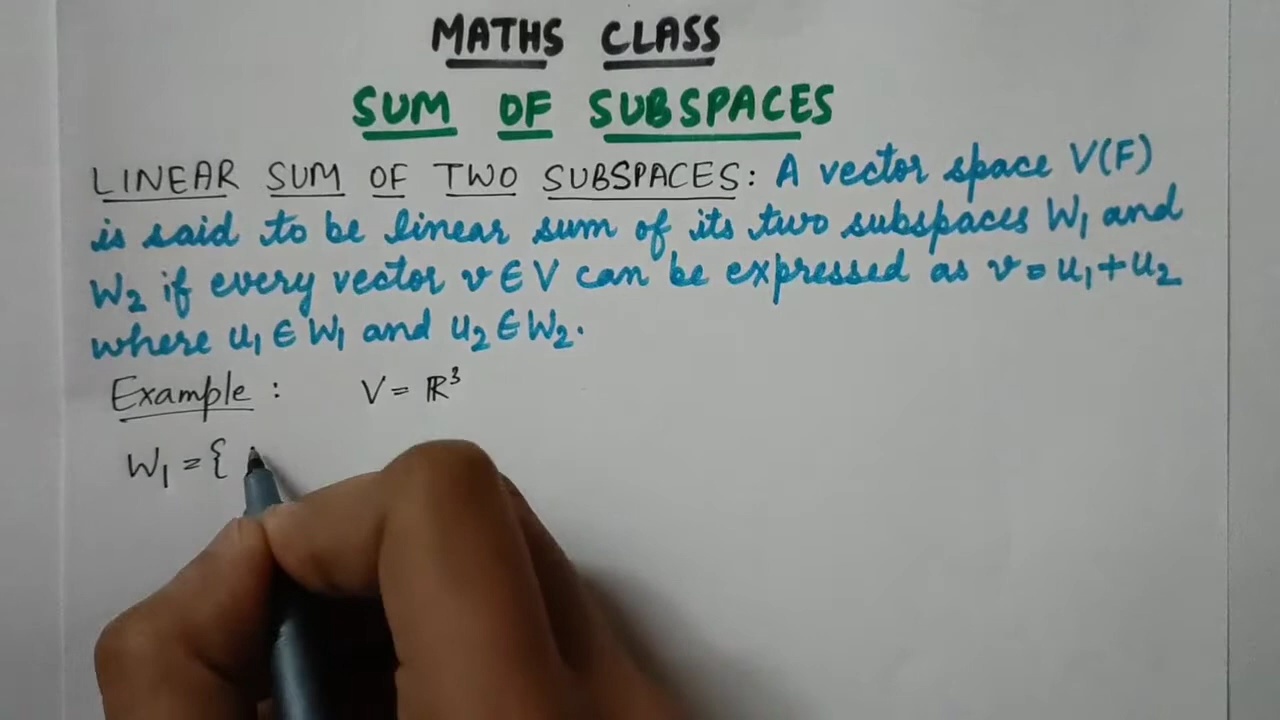 MATHS CLASS
SUM OF SUBSPACES
LINEAR SUM OF TWO SUBSPACES: A vector space V(F)
is said to be linear sum of its two subspaces W₁ and
W₂ if every vector v ∈ V can be expressed as v = u₁ + u₂
where u₁ ∈ W₁ and u₂ ∈ W₂.
Example : V = ℝ³
W₁ = {